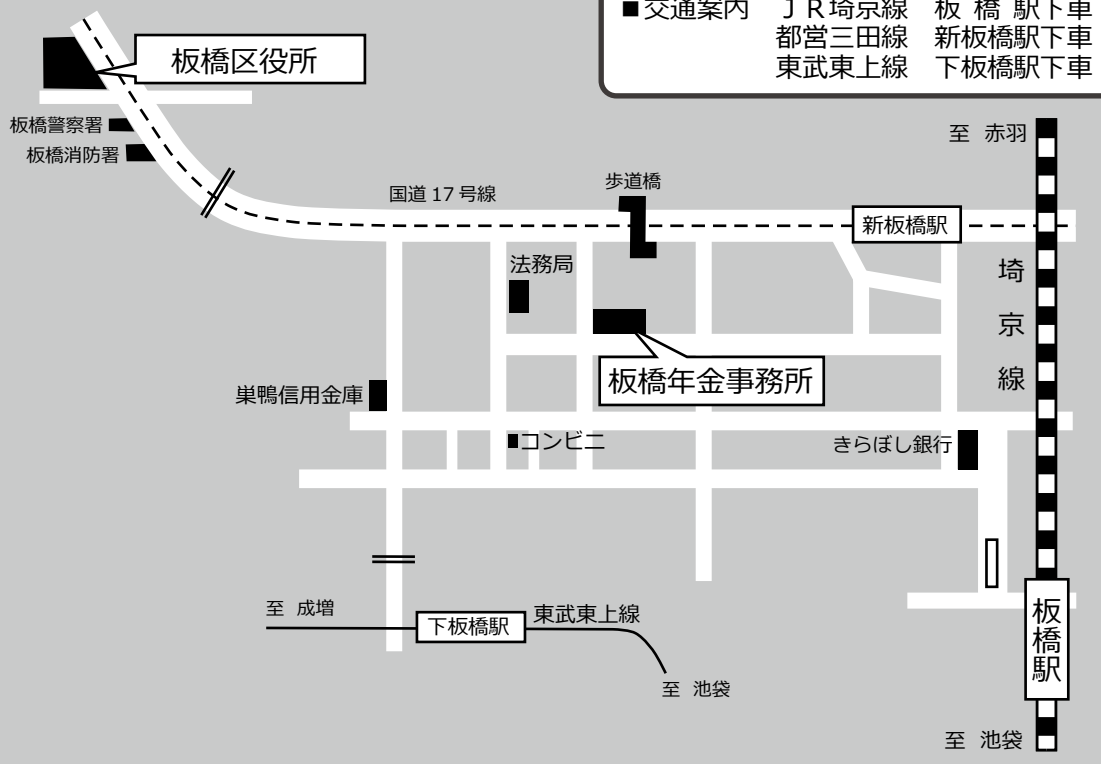 ■交通案内 ＪＲ埼京線 板橋駅下車
都営三田線 新板橋駅下車
東武東上線 下板橋駅下車
板橋区役所
板橋警察署
板橋消防署
至 赤羽
国道17号線
歩道橋
新板橋駅
法務局
埼京線
板橋年金事務所
巣鴨信用金庫
コンビニ
きらぼし銀行
至 成増
下板橋駅
東武東上線
板橋駅
至 池袋
至 池袋